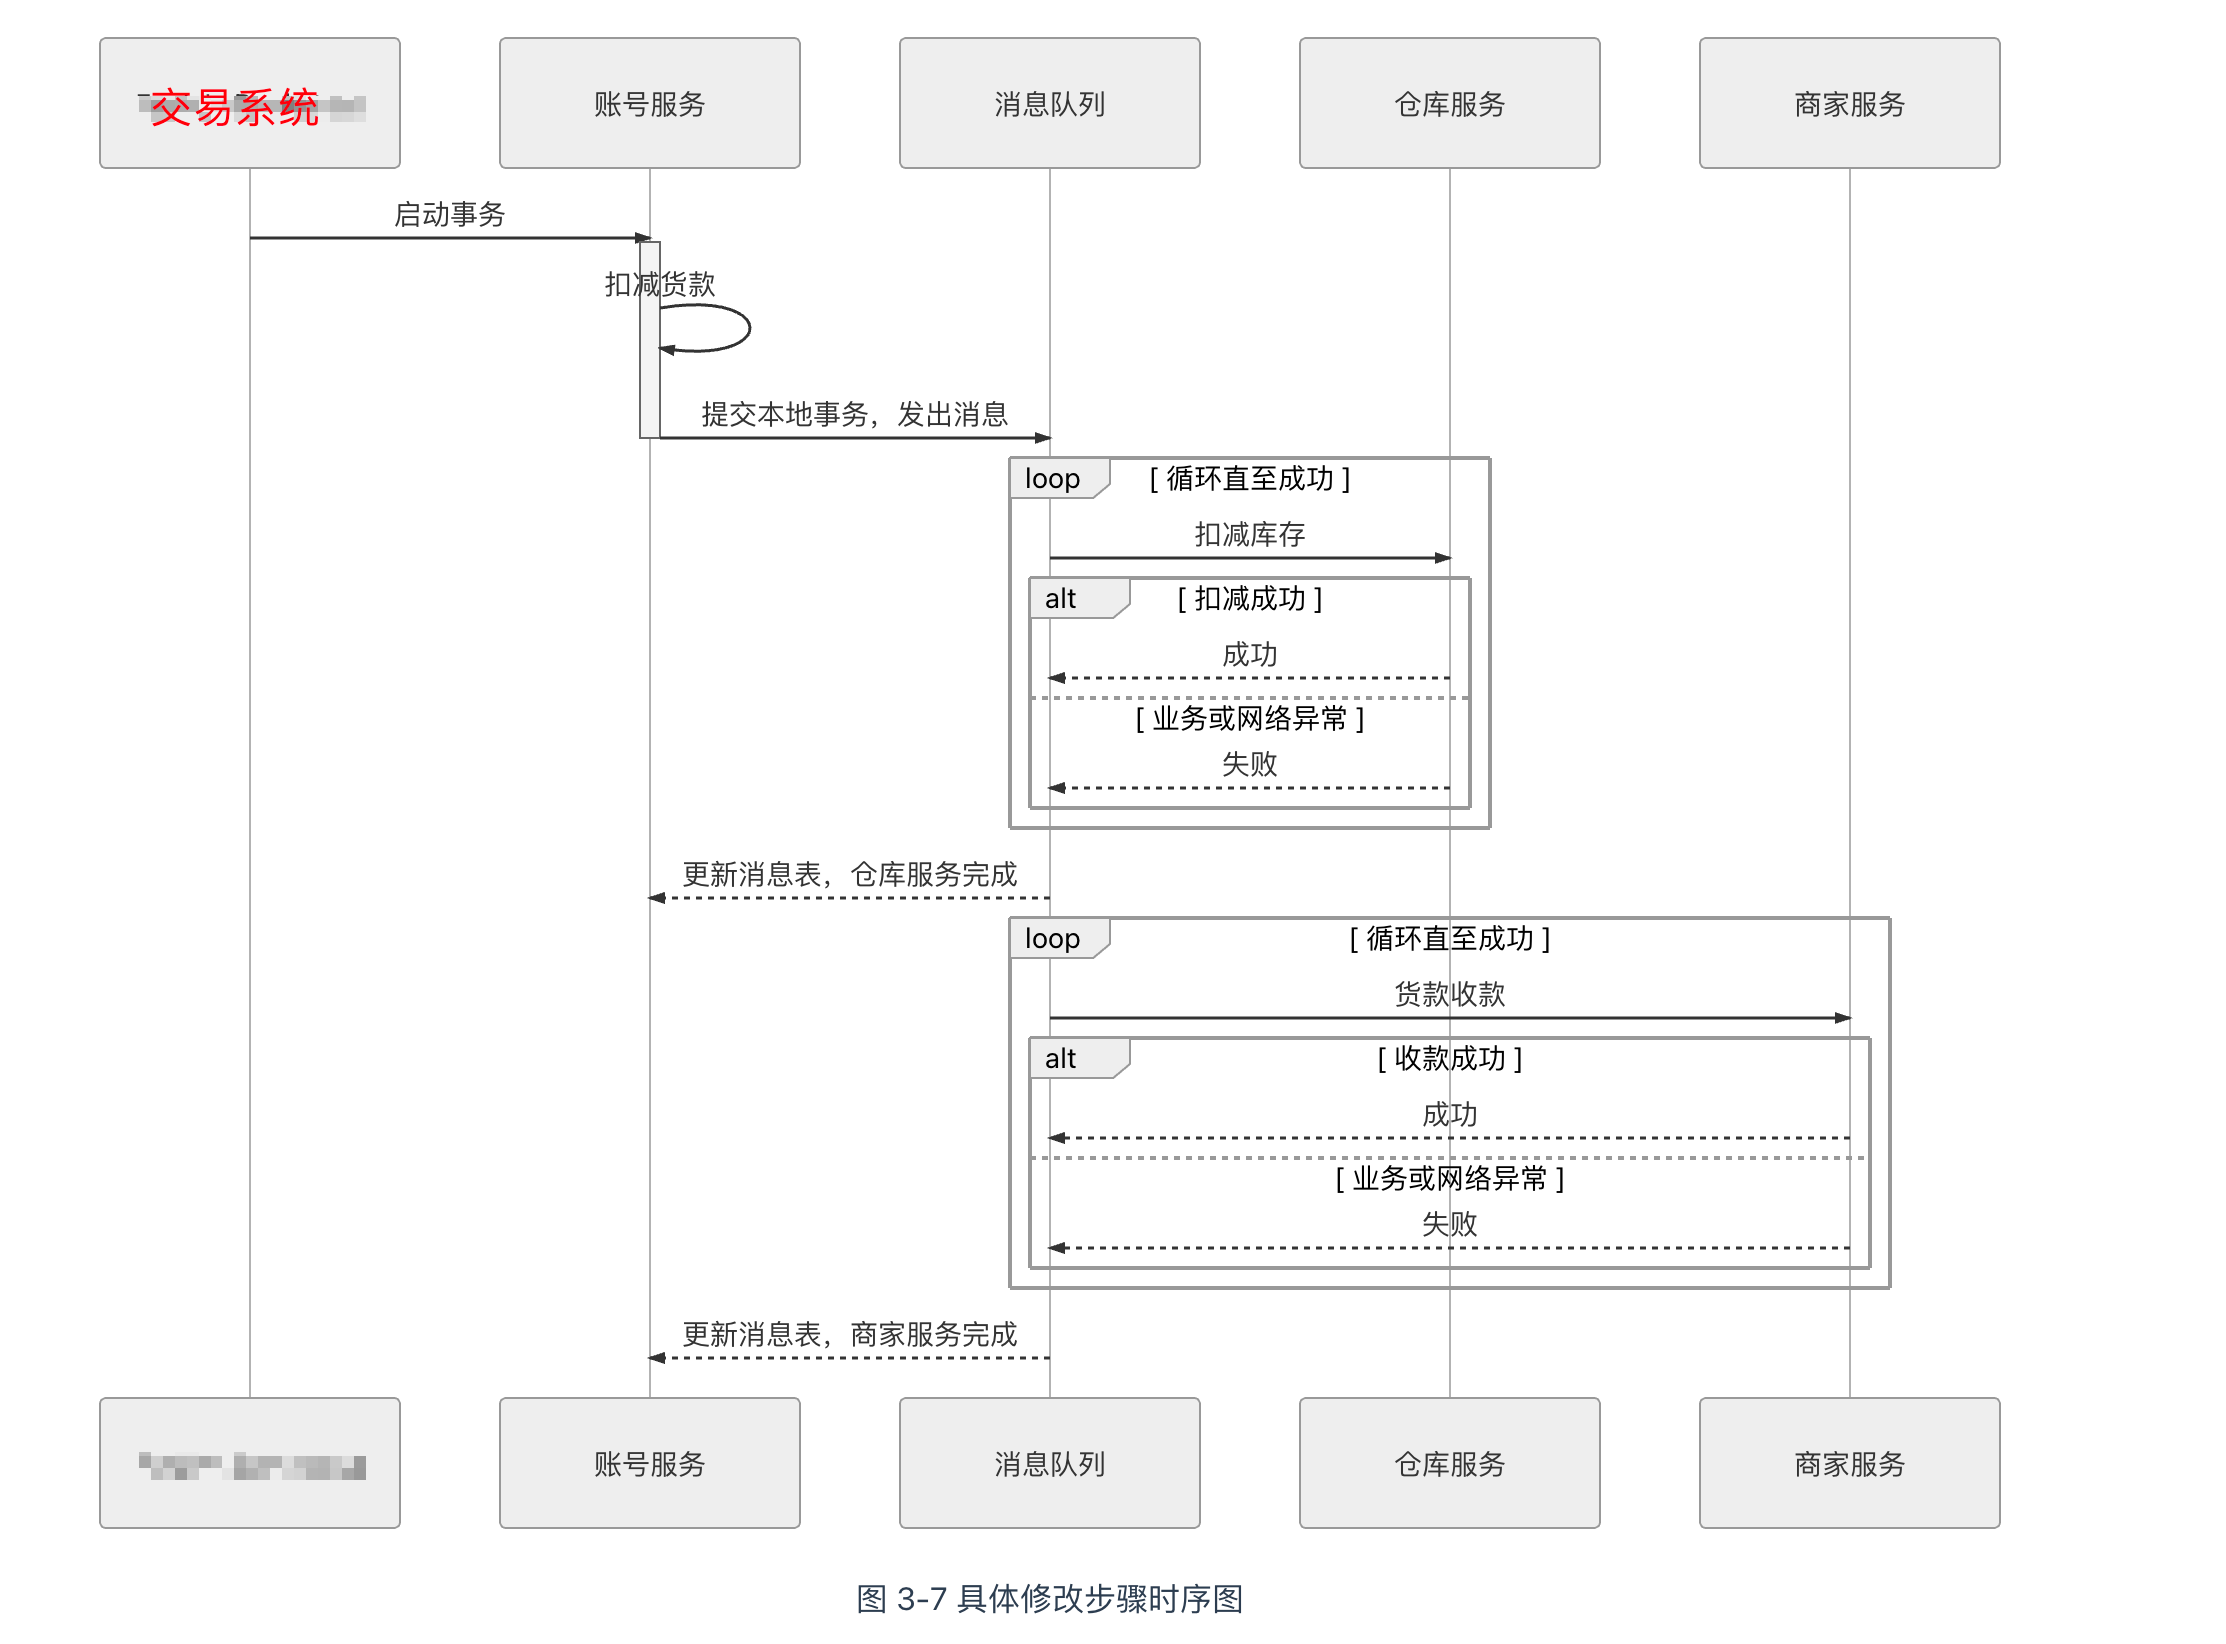 交易系统
账号服务
消息队列
仓库服务
商家服务
启动事务
扣减货款
提交本地事务，发出消息
loop
[ 循环直至成功 ]
扣减库存
alt
[ 扣减成功 ]
成功
[ 业务或网络异常 ]
失败
更新消息表，仓库服务完成
loop
[ 循环直至成功 ]
货款收款
alt
[ 收款成功 ]
成功
[ 业务或网络异常 ]
失败
更新消息表，商家服务完成
账号服务
消息队列
仓库服务
商家服务
图 3-7 具体修改步骤时序图